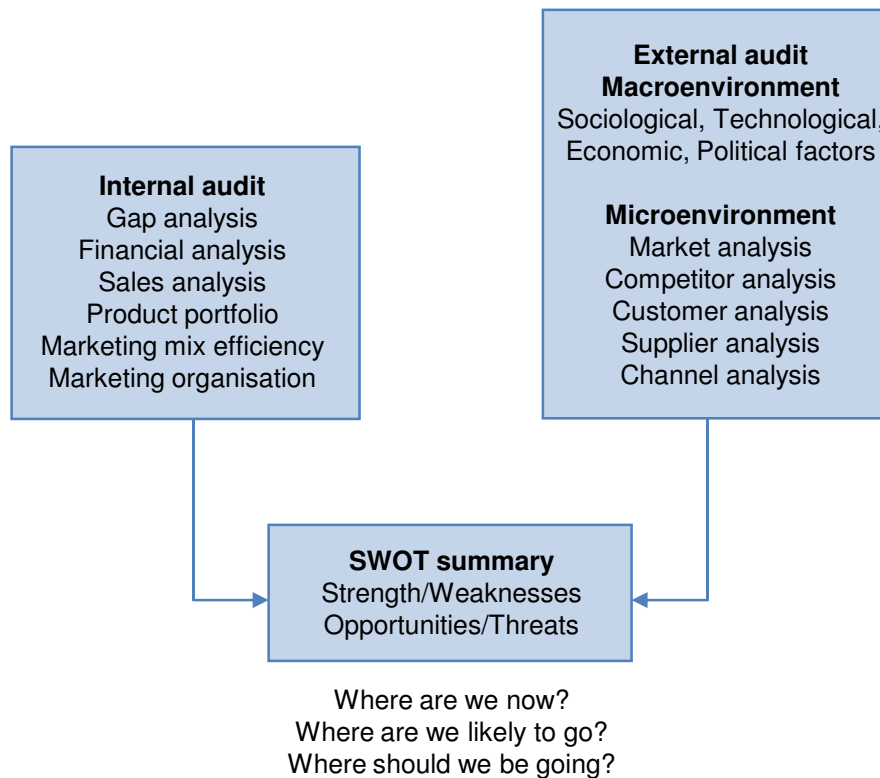 Internal audit
Gap analysis
Financial analysis
Sales analysis
Product portfolio
Marketing mix efficiency
Marketing organisation
External audit
Macroenvironment
Sociological, Technological,
Economic, Political factors
Microenvironment
Market analysis
Competitor analysis
Customer analysis
Supplier analysis
Channel analysis
SWOT summary
Strength/Weaknesses
Opportunities/Threats
Where are we now?
Where are we likely to go?
Where should we be going?